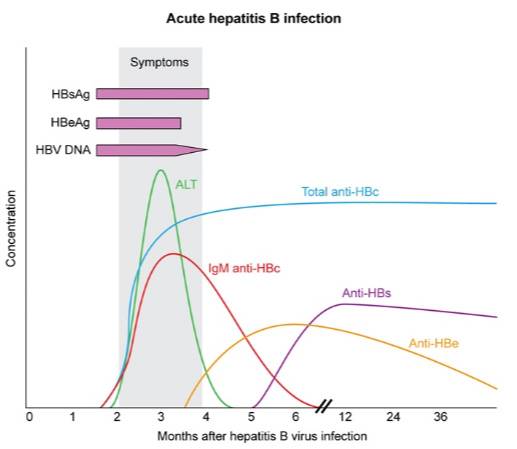 Acute hepatitis B infection
Symptoms
HBsAg
HBeAg
HBV DNA
ALT
Total anti-HBc
IgM anti-HBc
Anti-HBs
Anti-HBe
Concentration
0 1 2 3 4 5 6 12 24 36
Months after hepatitis B virus infection